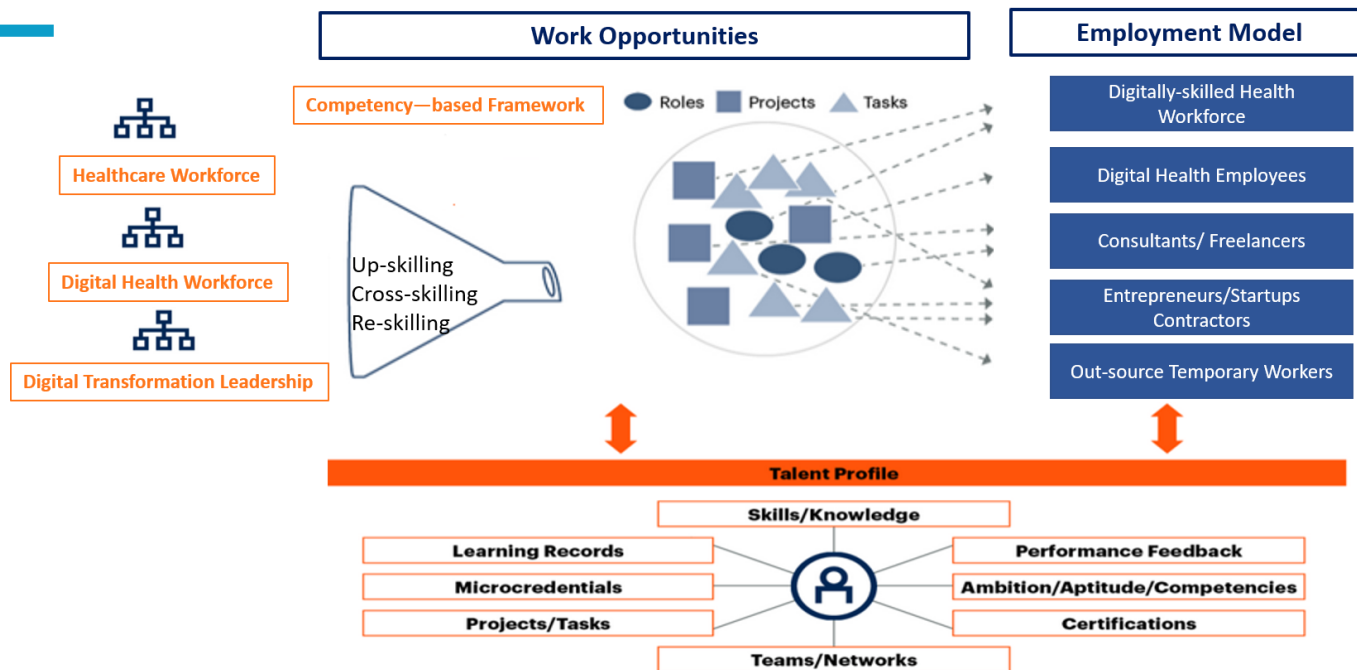 Work Opportunities
Employment Model
Competency—based Framework
Roles
Projects
Tasks
Healthcare Workforce
Digital Health Workforce
Digital Transformation Leadership
Up-skilling
Cross-skilling
Re-skilling
Digitally-skilled Health
Workforce
Digital Health Employees
Consultants/ Freelancers
Entrepreneurs/Startups
Contractors
Out-source Temporary Workers
Talent Profile
Skills/Knowledge
Learning Records
Microcredentials
Projects/Tasks
Performance Feedback
Ambition/Aptitude/Competencies
Certifications
Teams/Networks